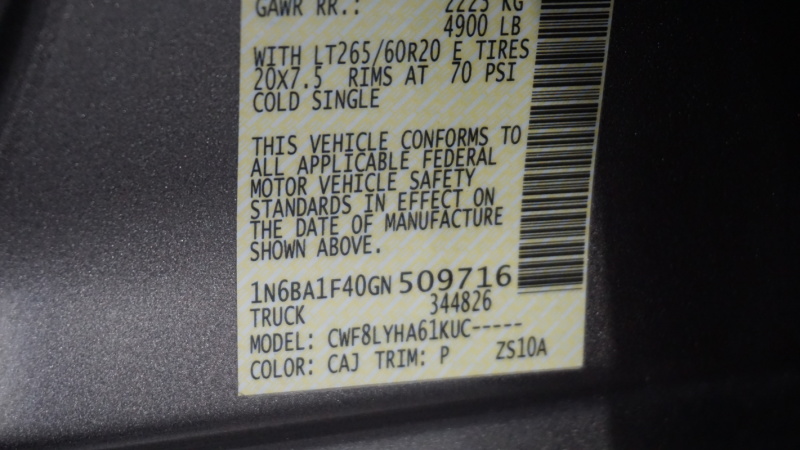 GAWR RR.: 2225 KG
4900 LB
WITH LT265/60R20 E TIRES
20X7.5 RIMS AT 70 PSI
COLD SINGLE
THIS VEHICLE CONFORMS TO
ALL APPLICABLE FEDERAL
MOTOR VEHICLE SAFETY
STANDARDS IN EFFECT ON
THE DATE OF MANUFACTURE
SHOWN ABOVE.
1N6BA1F40GN 509716
TRUCK 344826
MODEL: CWF8LYHA61KUC-----
COLOR: CAJ TRIM: P ZS10A